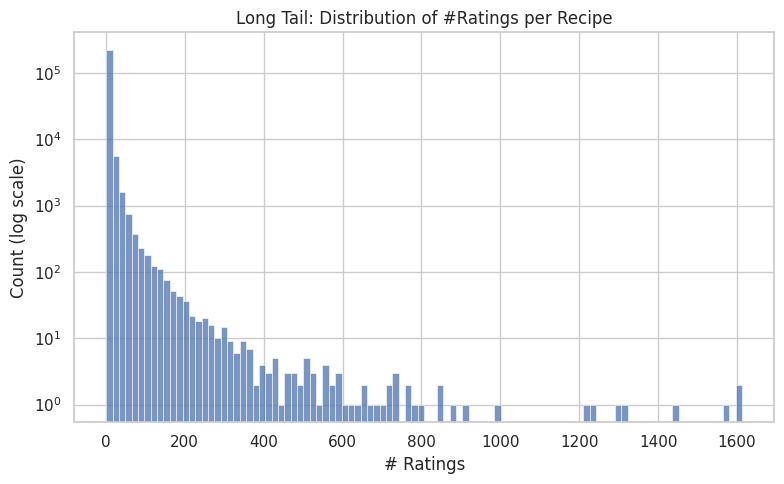 Long Tail: Distribution of #Ratings per Recipe
Count (log scale)
10^5
10^4
10^3
10^2
10^1
10^0
0 200 400 600 800 1000 1200 1400 1600
# Ratings